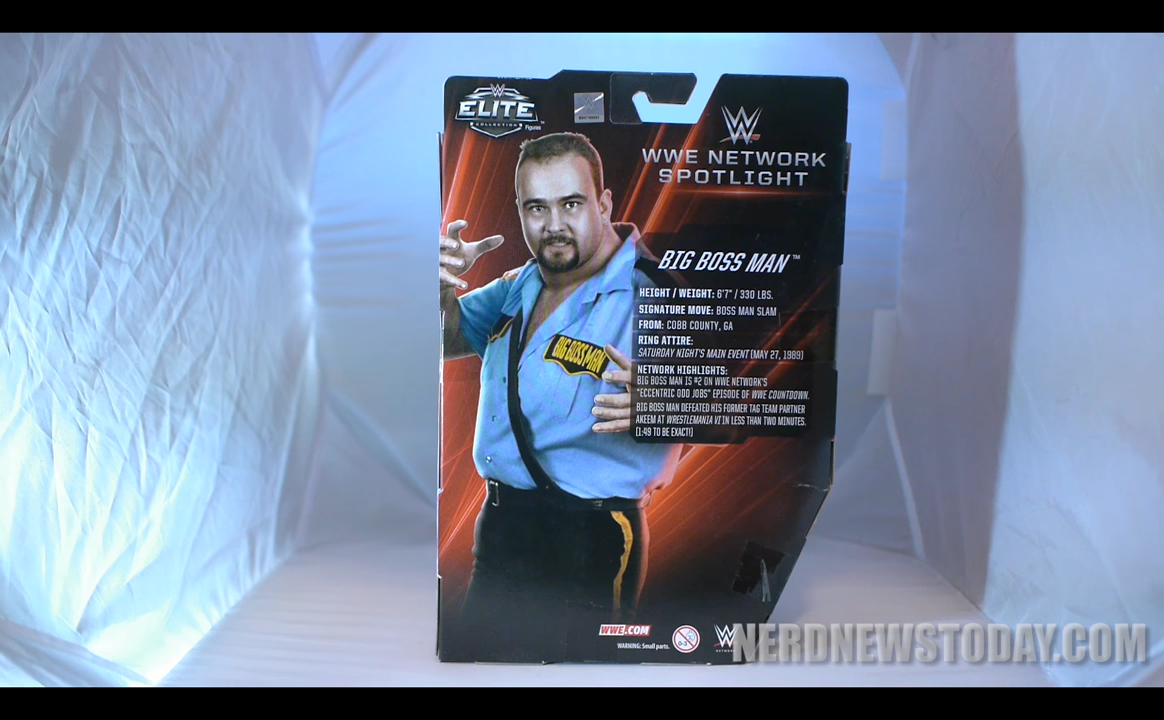 W
ELITE
COLLECTION
Figures
W
WWE NETWORK
SPOTLIGHT
BIG BOSS MAN™
HEIGHT / WEIGHT: 6'7" / 330 LBS.
SIGNATURE MOVE: BOSS MAN SLAM
FROM: COBB COUNTY, GA
RING ATTIRE:
SATURDAY NIGHT'S MAIN EVENT (MAY 27, 1989)
NETWORK HIGHLIGHTS:
BIG BOSS MAN IS #2 ON WWE NETWORK'S
"ECCENTRIC ODD JOBS" EPISODE OF WWE COUNTDOWN.
BIG BOSS MAN DEFEATED HIS FORMER TAG TEAM PARTNER
AKEEM AT WRESTLEMANIA VI IN LESS THAN TWO MINUTES.
(1:49 TO BE EXACT!)
BIG BOSS MAN
WWE.COM
WARNING: Small parts.
0-3
W
NERDNEWSTODAY.COM